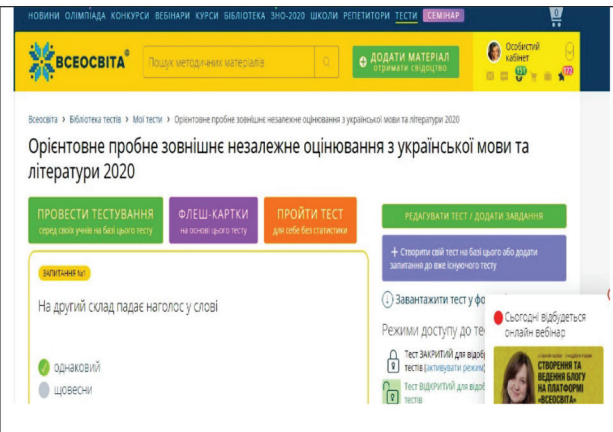 НОВИНИ ОЛІМПІАДА КОНКУРСИ ВЕБІНАРИ КУРСИ БІБЛІОТЕКА ЗНО-2020 ШКОЛИ РЕПЕТИТОРИ ТЕСТИ СЕМІНАР
0
ВСЕОСВІТА
Пошук методичних матеріалів
ДОДАТИ МАТЕРІАЛ
отримати свідоцтво
Особистий
кабінет
Всеосвіта > Бібліотека тестів > Мої тести > Орієнтовне пробне зовнішнє незалежне оцінювання з української мови та літератури 2020
Орієнтовне пробне зовнішнє незалежне оцінювання з української мови та
літератури 2020
ПРОВЕСТИ ТЕСТУВАННЯ
серед своїх учнів на базі цього тесту
ФЛЕШ-КАРТКИ
на основі цього тесту
ПРОЙТИ ТЕСТ
для себе без статистики
РЕДАГУВАТИ ТЕСТ / ДОДАТИ ЗАВДАННЯ
+ Створити свій тест на базі цього або додати
запитання до вже існуючого тесту
ЗАПИТАННЯ №1
На другий склад падає наголос у слові
однаковий
щовесни
Завантажити тест у фо
Режими доступу до те
Тест ЗАКРИТИЙ для відоб
тестів (активувати режим)
Тест ВІДКРИТИЙ для відоб
тестів
Сьогодні відбудеться
онлайн вебінар
СТВОРЕННЯ ТА
ВЕДЕННЯ БЛОГУ
НА ПЛАТФОРМІ
«ВСЕОСВІТА»